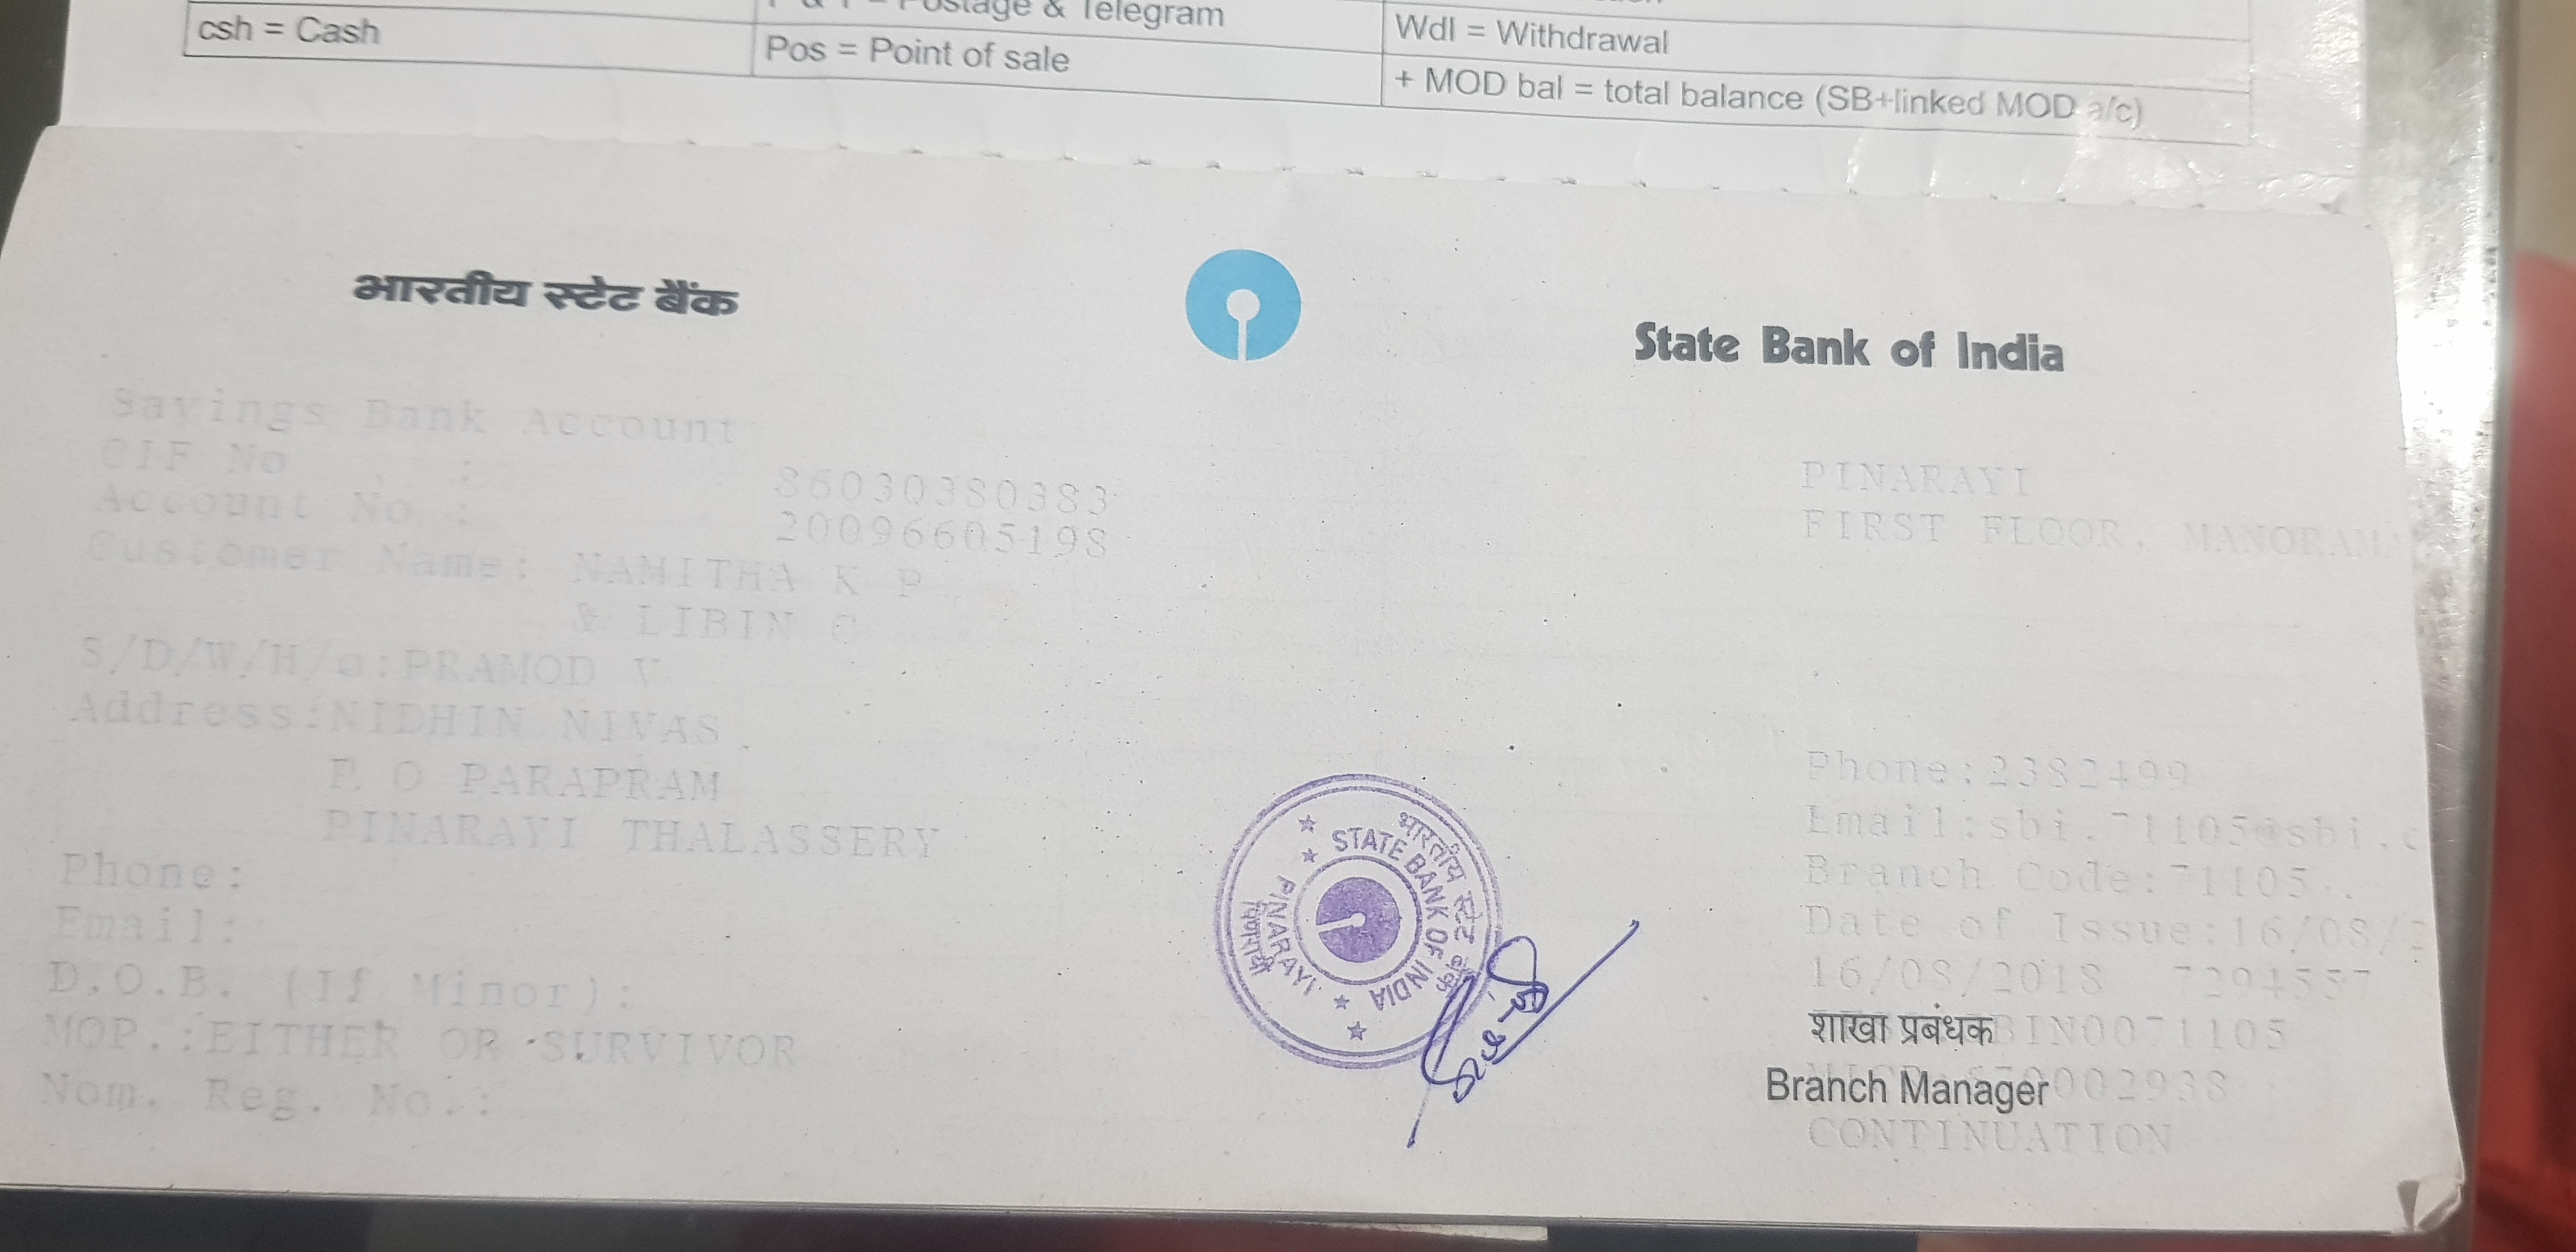 P & T = Postage & Telegram
csh = Cash
Pos = Point of sale
Wdl = Withdrawal
+ MOD bal = total balance (SB+linked MOD a/c)
भारतीय स्टेट बैंक
State Bank of India
Savings Bank Account
CIF No : 86030380383
Account No. : 20096605198
Customer Name: NAMITHA K P
& LIBIN C
S/D/W/H/o:PRAMOD V
Address:NIDHIN NIVAS
P O PARAPRAM
PINARAYI THALASSERY
Phone:
Email:
D.O.B. (If Minor):
MOP.:EITHER OR SURVIVOR
Nom. Reg. No.:
PINARAYI
FIRST FLOOR, MANORAM
Phone:2382499
Email:sbi.71105@sbi.c
Branch Code:71105
Date of Issue:16/08/
16/08/2018 7294557
शाखा प्रबंधक
Branch Manager
CONTINUATION
भारतीय स्टेट बैंक
STATE BANK OF INDIA
PINARAYI
पिणरायी